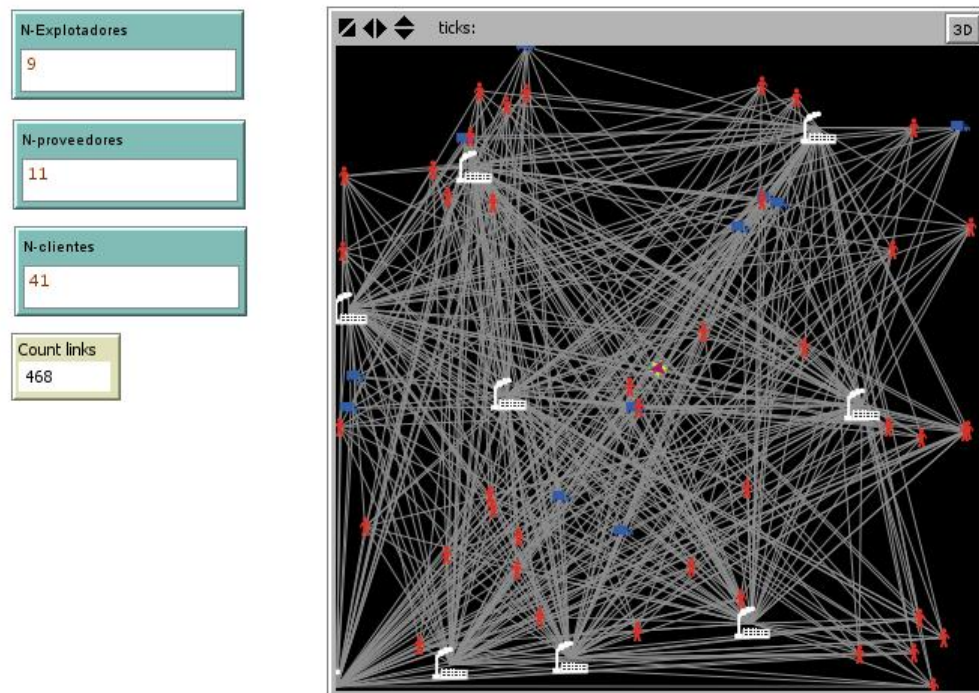 N-Explotadores
9
N-proveedores
11
N-clientes
41
Count links
468
ticks:
3D